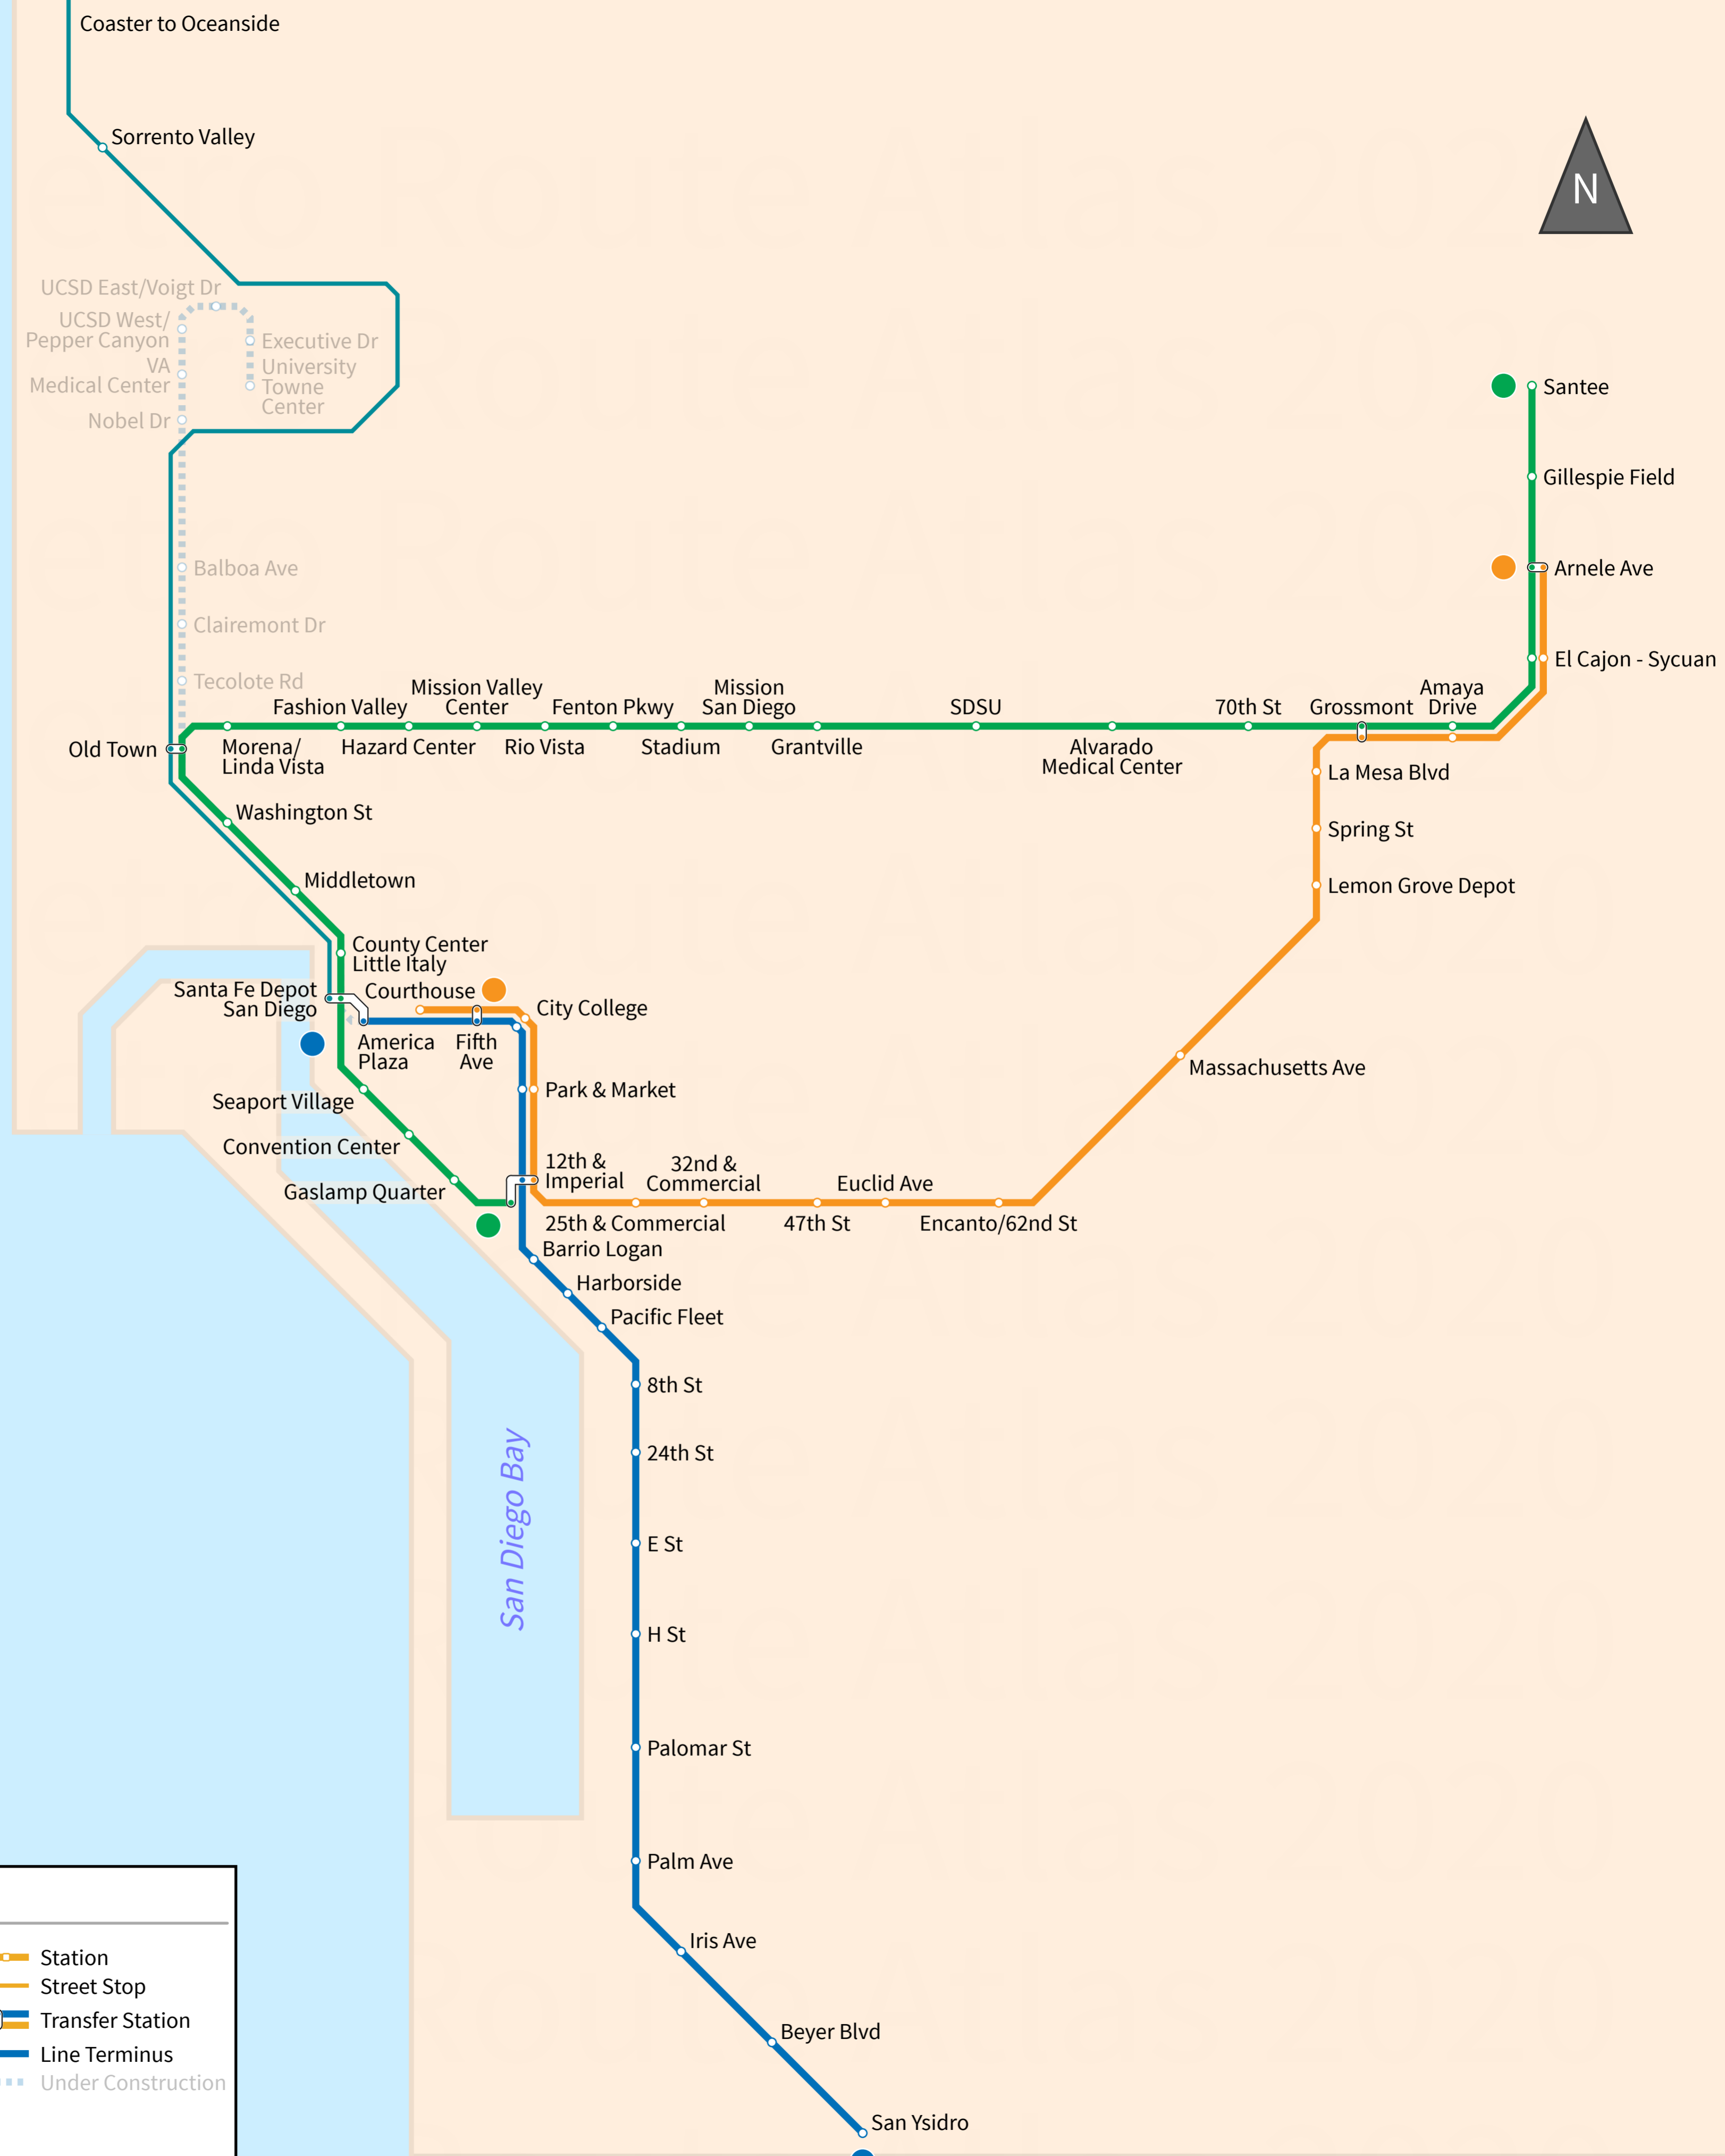 Coaster to Oceanside
Sorrento Valley
N
UCSD East/Voigt Dr
UCSD West/
Pepper Canyon
Executive Dr
VA
Medical Center
University
Towne
Center
Nobel Dr
Santee
Gillespie Field
Balboa Ave
Arnele Ave
Clairemont Dr
El Cajon - Sycuan
Tecolote Rd
Fashion Valley
Mission Valley
Center
Fenton Pkwy
Mission
San Diego
SDSU
70th St
Grossmont
Amaya
Drive
Old Town
Morena/
Linda Vista
Hazard Center
Rio Vista
Stadium
Grantville
Alvarado
Medical Center
La Mesa Blvd
Washington St
Spring St
Middletown
Lemon Grove Depot
County Center
Little Italy
Santa Fe Depot
San Diego
Courthouse
City College
America
Plaza
Fifth
Ave
Massachusetts Ave
Park & Market
Seaport Village
Convention Center
12th &
Imperial
32nd &
Commercial
Euclid Ave
Gaslamp Quarter
25th & Commercial
47th St
Encanto/62nd St
Barrio Logan
Harborside
Pacific Fleet
8th St
24th St
San Diego Bay
E St
H St
Palomar St
Palm Ave
Iris Ave
Beyer Blvd
San Ysidro
Station
Street Stop
Transfer Station
Line Terminus
Under Construction